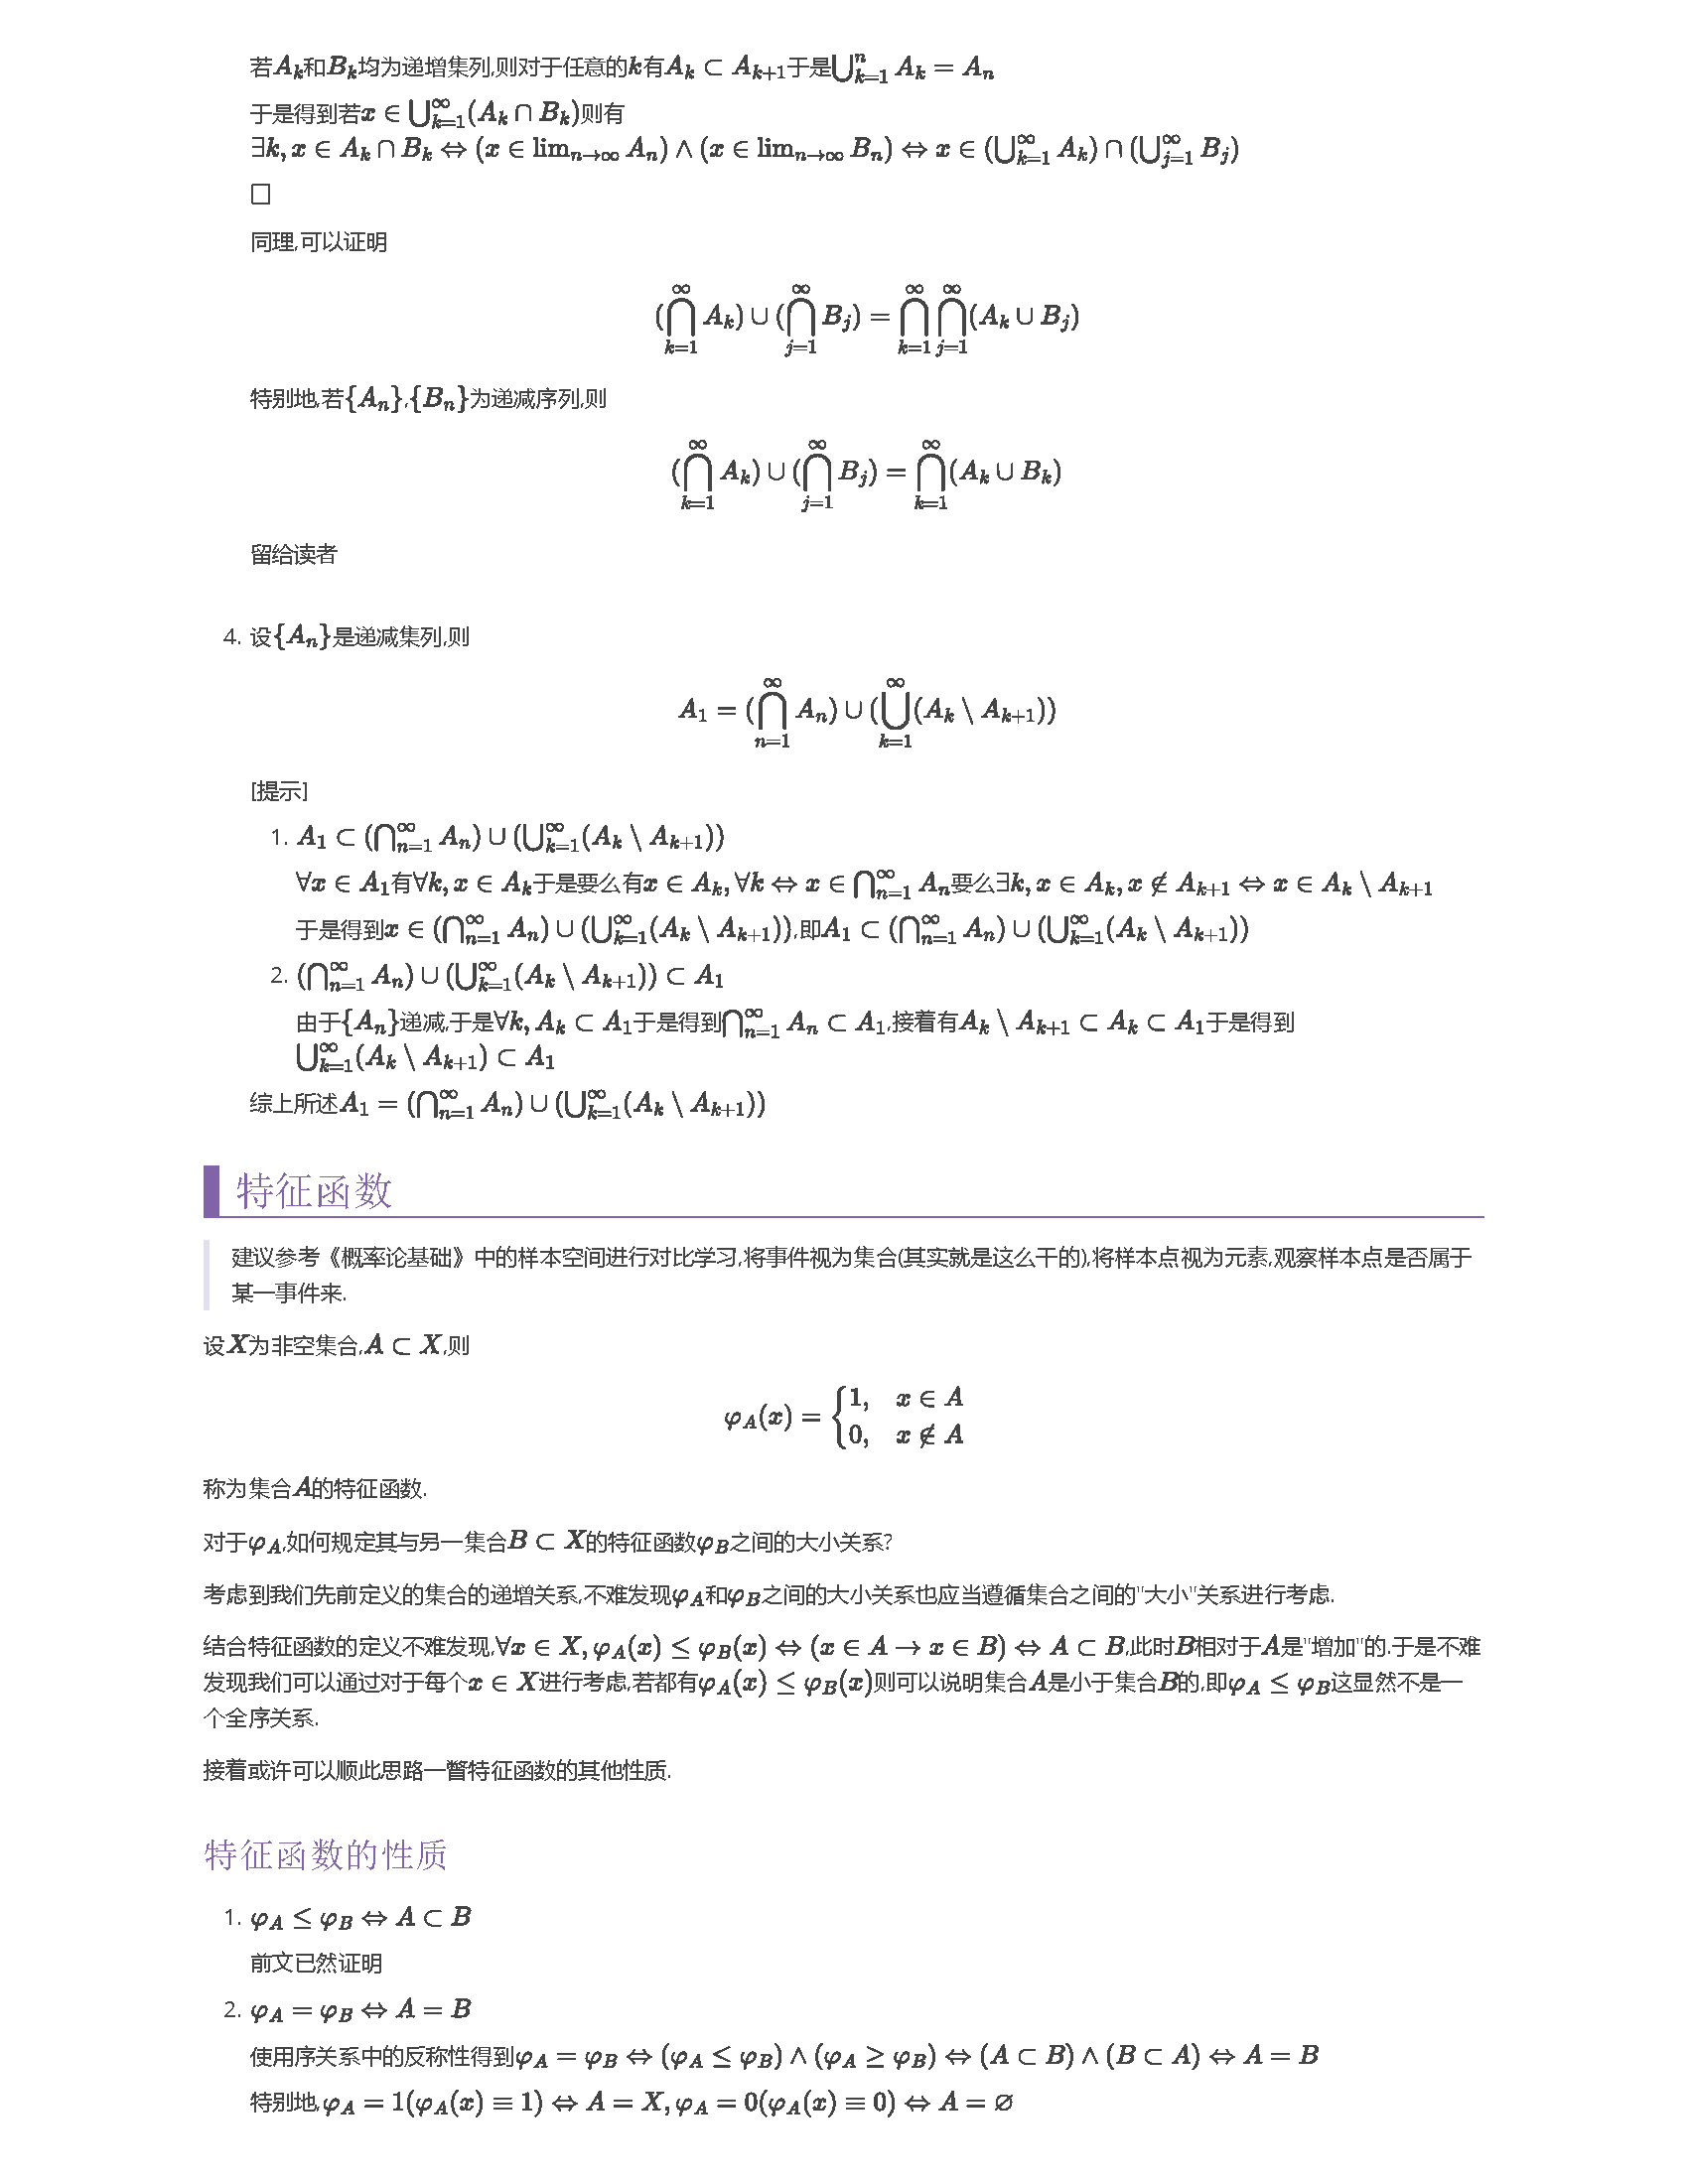 若$A_k$和$B_k$均为递增集列,则对于任意的$k$有$A_k \subset A_{k+1}$于是$\bigcup_{k=1}^{n} A_k = A_n$
于是得到若$x \in \bigcup_{k=1}^{\infty}(A_k \cap B_k)$则有
$\exists k, x \in A_k \cap B_k \Leftrightarrow (x \in \lim_{n\to\infty} A_n) \wedge (x \in \lim_{n\to\infty} B_n) \Leftrightarrow x \in (\bigcup_{k=1}^{\infty} A_k) \cap (\bigcup_{j=1}^{\infty} B_j)$
□
同理,可以证明
$(\bigcap_{k=1}^{\infty} A_k) \cup (\bigcap_{j=1}^{\infty} B_j) = \bigcap_{k=1}^{\infty} \bigcap_{j=1}^{\infty} (A_k \cup B_j)$
特别地,若$\{A_n\}$,$\{B_n\}$为递减序列,则
$(\bigcap_{k=1}^{\infty} A_k) \cup (\bigcap_{j=1}^{\infty} B_j) = \bigcap_{k=1}^{\infty} (A_k \cup B_k)$
留给读者
4. 设$\{A_n\}$是递减集列,则
$A_1 = (\bigcap_{n=1}^{\infty} A_n) \cup (\bigcup_{k=1}^{\infty} (A_k \setminus A_{k+1}))$
[提示]
1. $A_1 \subset (\bigcap_{n=1}^{\infty} A_n) \cup (\bigcup_{k=1}^{\infty} (A_k \setminus A_{k+1}))$
$\forall x \in A_1$有$\forall k, x \in A_k$于是要么有$x \in A_k, \forall k \Leftrightarrow x \in \bigcap_{n=1}^{\infty} A_n$要么$\exists k, x \in A_k, x \notin A_{k+1} \Leftrightarrow x \in A_k \setminus A_{k+1}$
于是得到$x \in (\bigcap_{n=1}^{\infty} A_n) \cup (\bigcup_{k=1}^{\infty} (A_k \setminus A_{k+1}))$,即$A_1 \subset (\bigcap_{n=1}^{\infty} A_n) \cup (\bigcup_{k=1}^{\infty} (A_k \setminus A_{k+1}))$
2. $(\bigcap_{n=1}^{\infty} A_n) \cup (\bigcup_{k=1}^{\infty} (A_k \setminus A_{k+1})) \subset A_1$
由于$\{A_n\}$递减,于是$\forall k, A_k \subset A_1$于是得到$\bigcap_{n=1}^{\infty} A_n \subset A_1$,接着有$A_k \setminus A_{k+1} \subset A_k \subset A_1$于是得到
$\bigcup_{k=1}^{\infty} (A_k \setminus A_{k+1}) \subset A_1$
综上所述$A_1 = (\bigcap_{n=1}^{\infty} A_n) \cup (\bigcup_{k=1}^{\infty} (A_k \setminus A_{k+1}))$
特征函数
建议参考《概率论基础》中的样本空间进行对比学习,将事件视为集合(其实就是这么干的),将样本点视为元素,观察样本点是否属于
某一事件来.
设$X$为非空集合,$A \subset X$,则
$\varphi_A(x) = \begin{cases} 1, & x \in A \\ 0, & x \notin A \end{cases}$
称为集合$A$的特征函数.
对于$\varphi_A$,如何规定其与另一集合$B \subset X$的特征函数$\varphi_B$之间的大小关系?
考虑到我们先前定义的集合的递增关系,不难发现$\varphi_A$和$\varphi_B$之间的大小关系也应当遵循集合之间的"大小"关系进行考虑.
结合特征函数的定义不难发现,$\forall x \in X, \varphi_A(x) \leq \varphi_B(x) \Leftrightarrow (x \in A \to x \in B) \Leftrightarrow A \subset B$,此时$B$相对于$A$是"增加"的.于是不难
发现我们可以通过对于每个$x \in X$进行考虑,若都有$\varphi_A(x) \leq \varphi_B(x)$则可以说明集合$A$是小于集合$B$的,即$\varphi_A \leq \varphi_B$这显然不是一
个全序关系.
接着或许可以顺此思路一瞥特征函数的其他性质.
特征函数的性质
1. $\varphi_A \leq \varphi_B \Leftrightarrow A \subset B$
前文已然证明
2. $\varphi_A = \varphi_B \Leftrightarrow A = B$
使用序关系中的反称性得到$\varphi_A = \varphi_B \Leftrightarrow (\varphi_A \leq \varphi_B) \wedge (\varphi_A \geq \varphi_B) \Leftrightarrow (A \subset B) \wedge (B \subset A) \Leftrightarrow A = B$
特别地,$\varphi_A = 1(\varphi_A(x) \equiv 1) \Leftrightarrow A = X, \varphi_A = 0(\varphi_A(x) \equiv 0) \Leftrightarrow A = \varnothing$